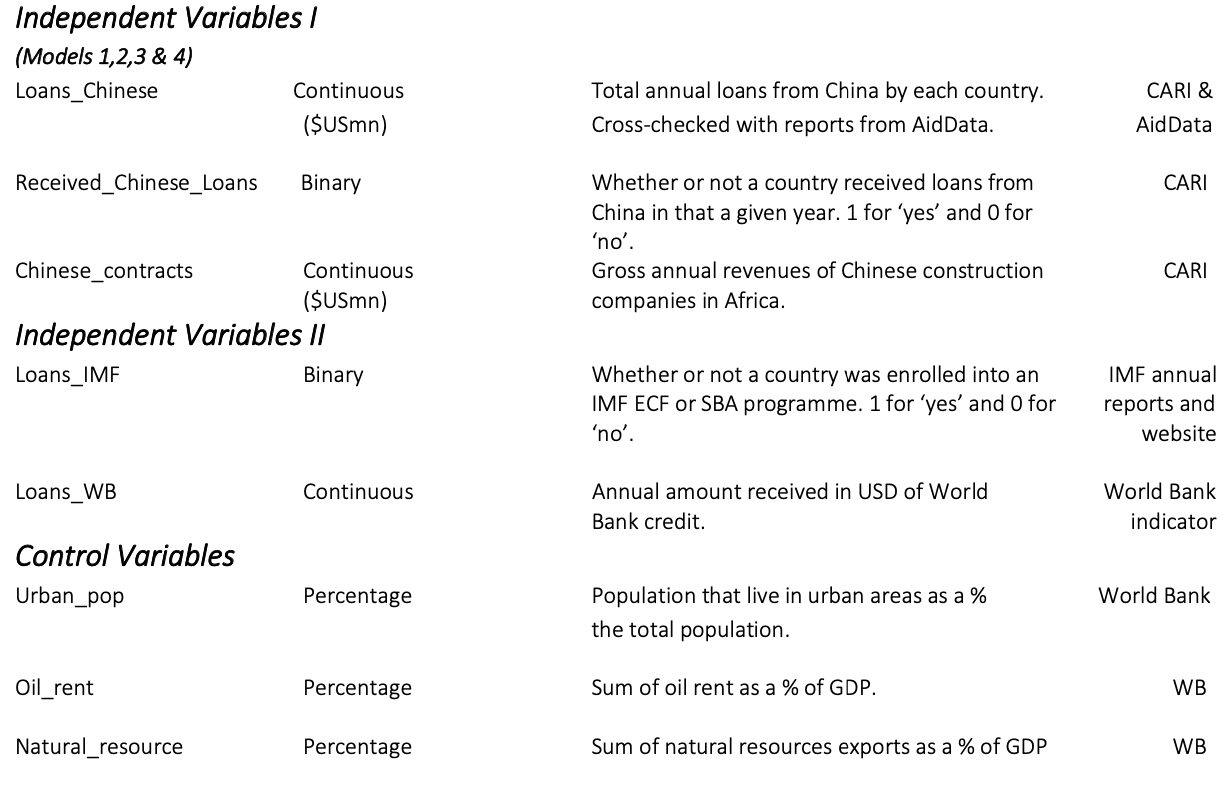 Independent Variables I
(Models 1,2,3 & 4)
Loans_Chinese Continuous Total annual loans from China by each country. CARI &
($USmn) Cross-checked with reports from AidData. AidData
Received_Chinese_Loans Binary Whether or not a country received loans from CARI
China in that a given year. 1 for ‘yes’ and 0 for
‘no’.
Chinese_contracts Continuous Gross annual revenues of Chinese construction CARI
($USmn) companies in Africa.
Independent Variables II
Loans_IMF Binary Whether or not a country was enrolled into an IMF annual
IMF ECF or SBA programme. 1 for ‘yes’ and 0 for reports and
‘no’. website
Loans_WB Continuous Annual amount received in USD of World World Bank
Bank credit. indicator
Control Variables
Urban_pop Percentage Population that live in urban areas as a % World Bank
the total population.
Oil_rent Percentage Sum of oil rent as a % of GDP. WB
Natural_resource Percentage Sum of natural resources exports as a % of GDP WB